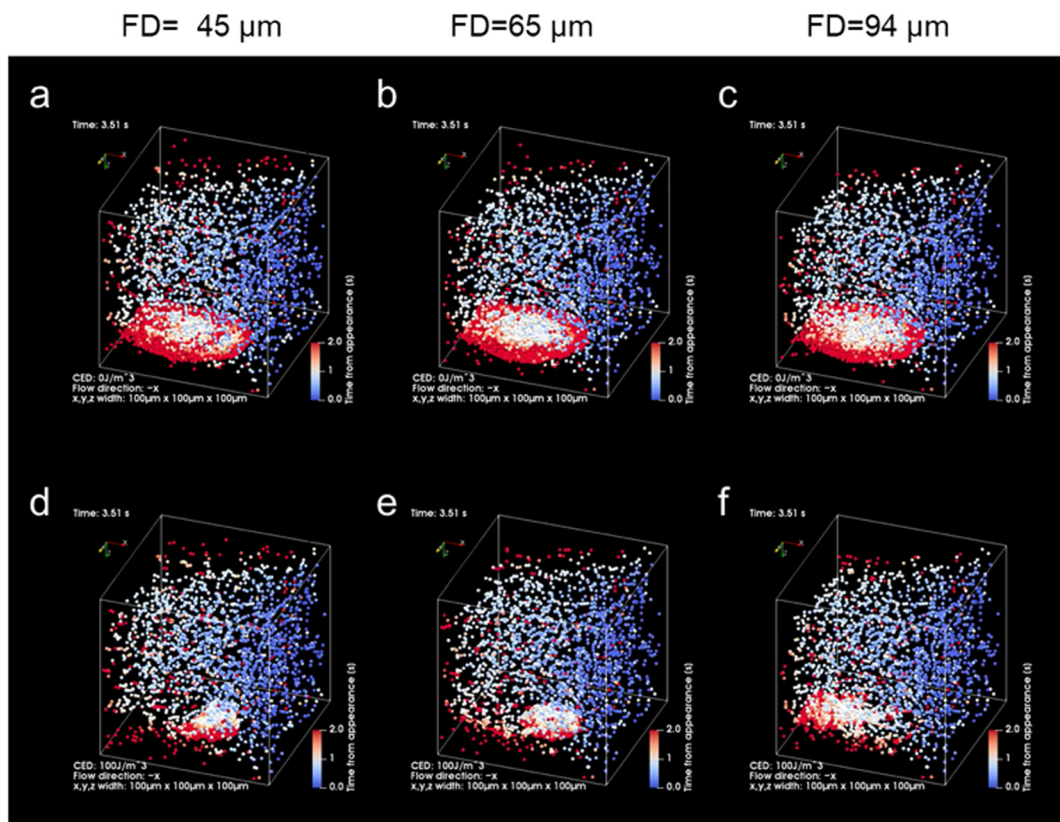 FD= 45 µm
FD=65 µm
FD=94 µm
a
b
c
Time: 3.51 s
Time: 3.51 s
Time: 3.51 s
X
Z
X
Z
X
Z
Time from appearance (s)
2.0
1
0.0
Time from appearance (s)
2.0
1
0.0
Time from appearance (s)
2.0
1
0.0
CED: 0J/m^3
Flow direction: -x
x,y,z width: 100µm x 100µm x 100µm
CED: 0J/m^3
Flow direction: -x
x,y,z width: 100µm x 100µm x 100µm
CED: 0J/m^3
Flow direction: -x
x,y,z width: 100µm x 100µm x 100µm
d
e
f
Time: 3.51 s
Time: 3.51 s
Time: 3.51 s
X
Z
X
Z
X
Z
Time from appearance (s)
2.0
1
0.0
Time from appearance (s)
2.0
1
0.0
Time from appearance (s)
2.0
1
0.0
CED: 100J/m^3
Flow direction: -x
x,y,z width: 100µm x 100µm x 100µm
CED: 100J/m^3
Flow direction: -x
x,y,z width: 100µm x 100µm x 100µm
CED: 100J/m^3
Flow direction: -x
x,y,z width: 100µm x 100µm x 100µm